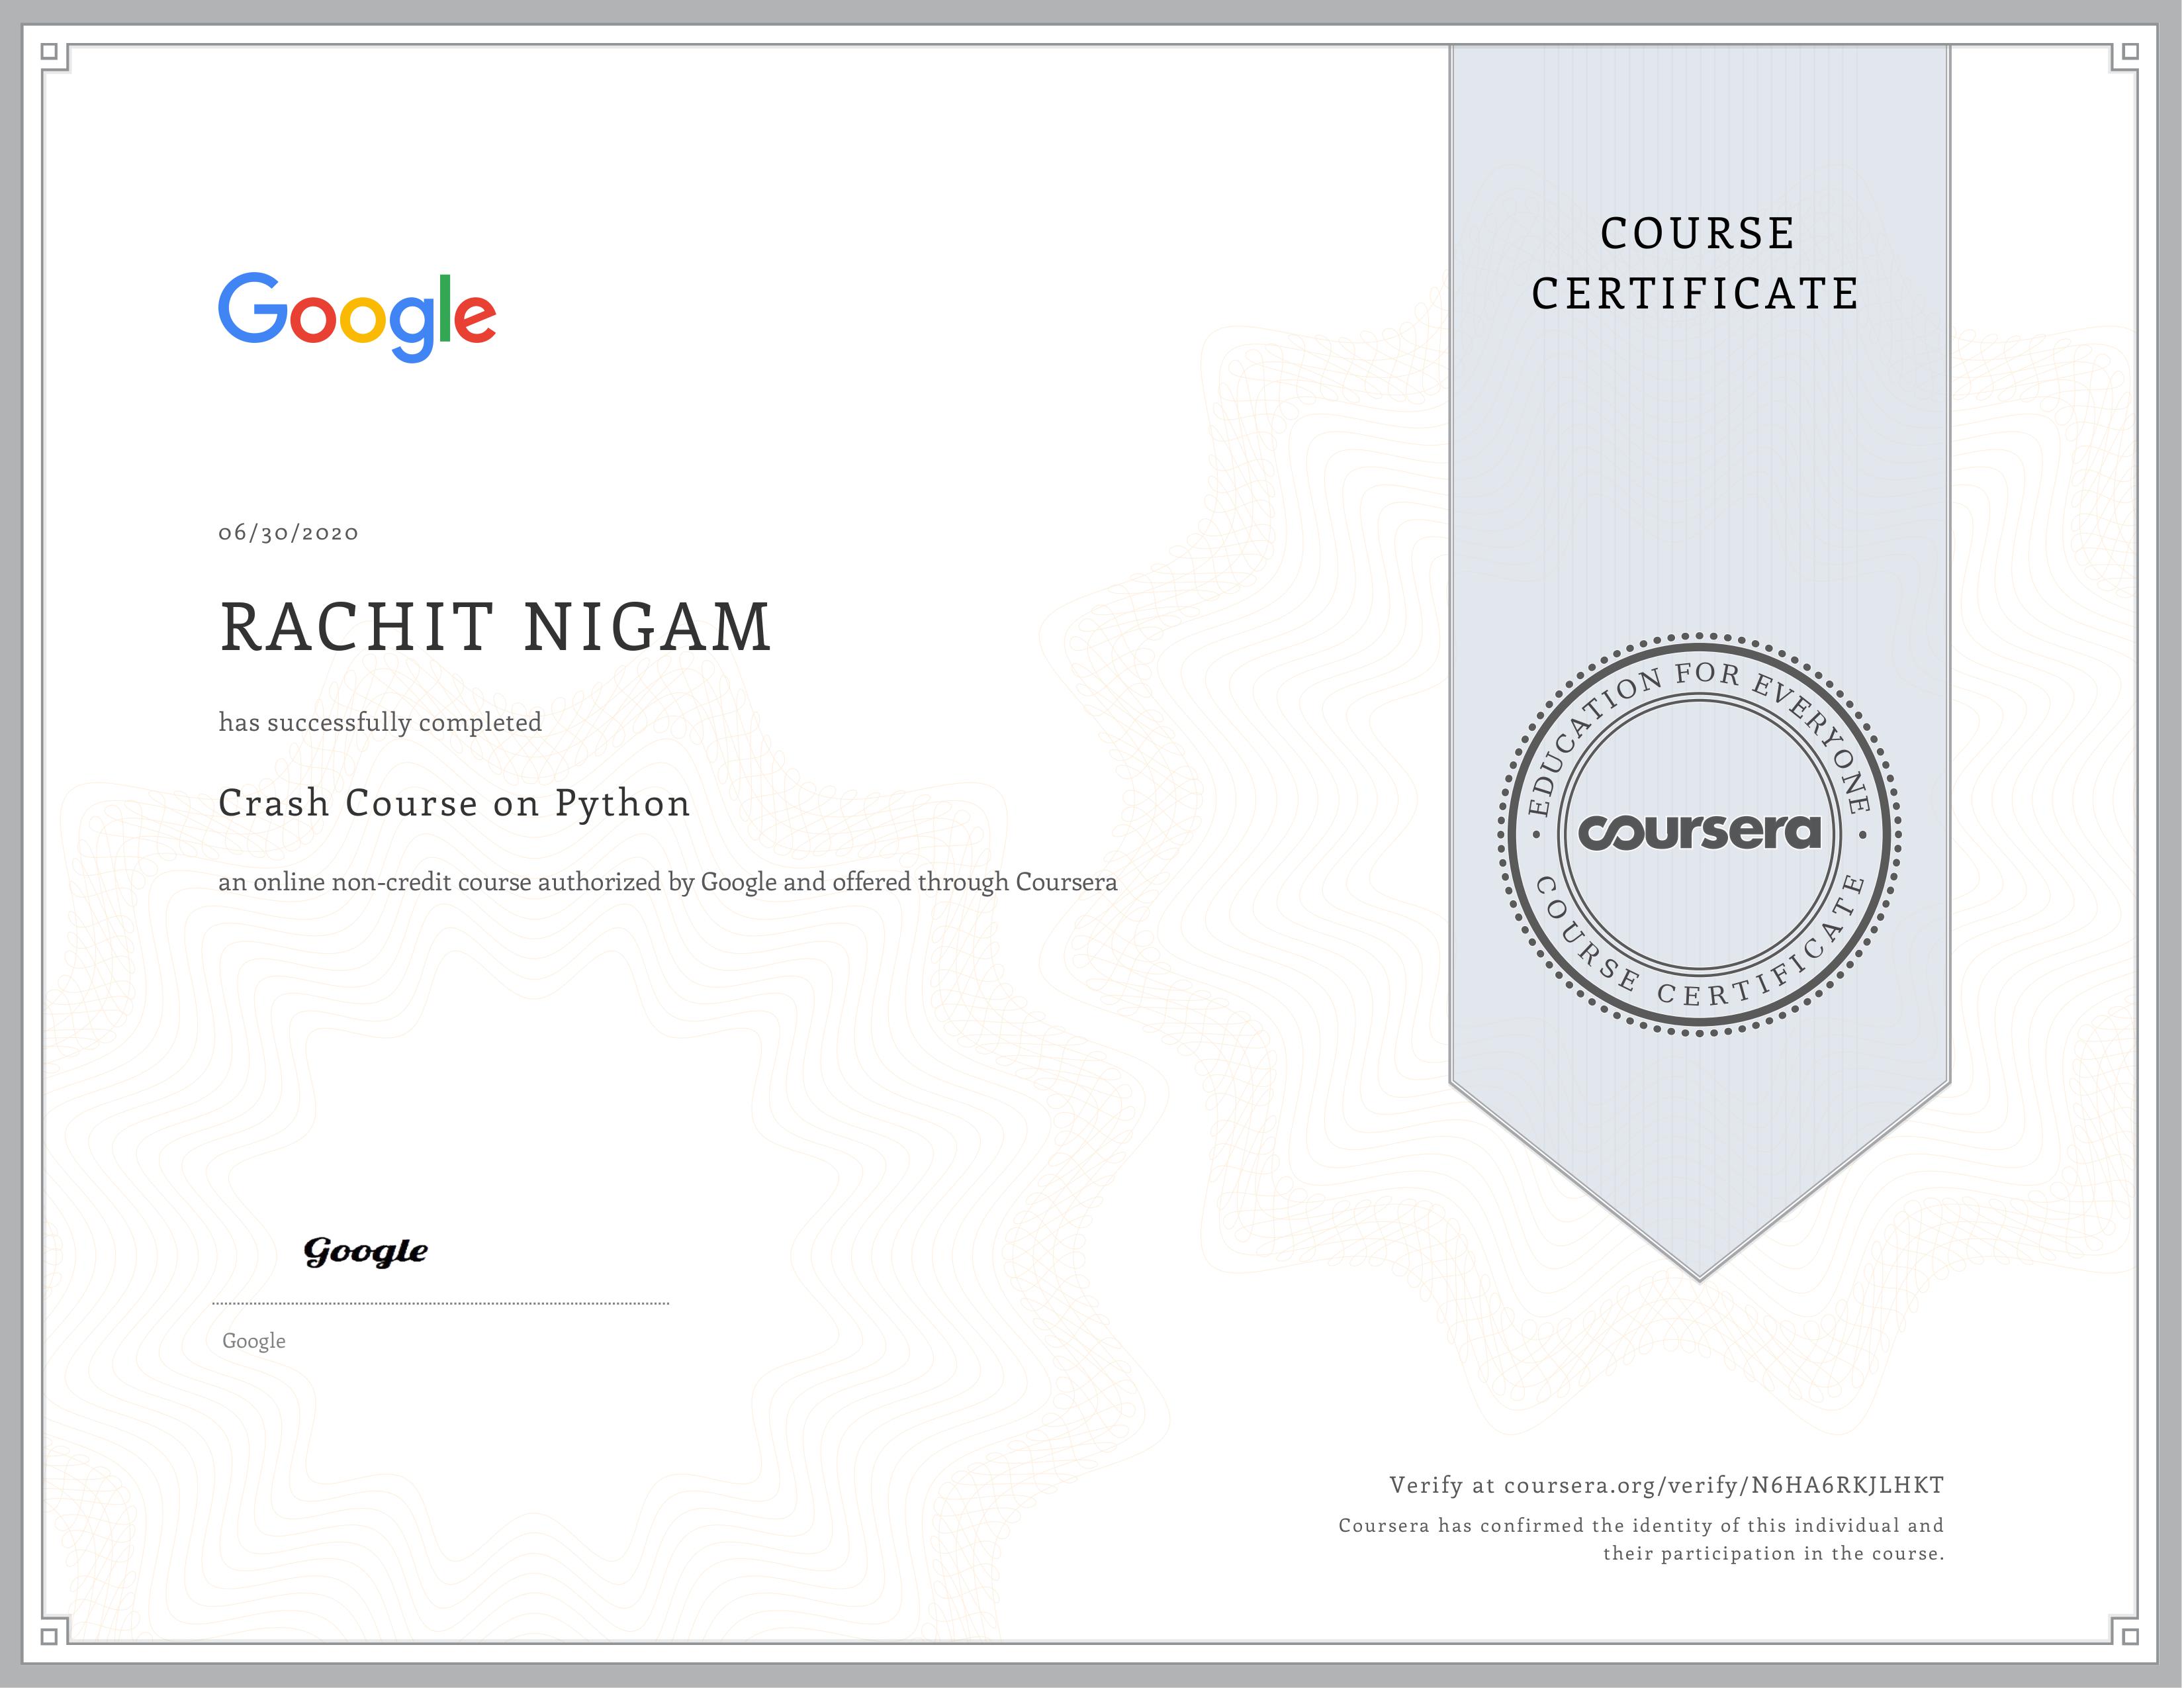 Google
06/30/2020
RACHIT NIGAM
has successfully completed
Crash Course on Python
an online non-credit course authorized by Google and offered through Coursera
Google
Google
COURSE
CERTIFICATE
EDUCATION FOR EVERYONE
coursera
COURSE CERTIFICATE
Verify at coursera.org/verify/N6HA6RKJLHKT
Coursera has confirmed the identity of this individual and
their participation in the course.